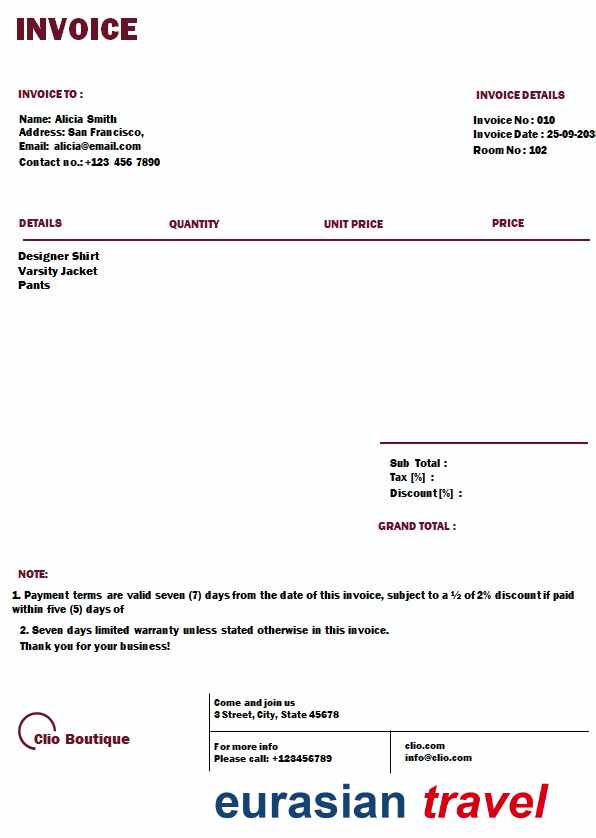 INVOICE
INVOICE TO :
Name: Alicia Smith
Address: San Francisco,
Email: alicia@email.com
Contact no.: +123 456 7890
INVOICE DETAILS
Invoice No : 010
Invoice Date : 25-09-203
Room No : 102
DETAILS QUANTITY UNIT PRICE PRICE
Designer Shirt
Varsity Jacket
Pants
Sub Total :
Tax [%] :
Discount [%] :
GRAND TOTAL :
NOTE:
1. Payment terms are valid seven (7) days from the date of this invoice, subject to a ½ of 2% discount if paid
within five (5) days of
2. Seven days limited warranty unless stated otherwise in this invoice.
Thank you for your business!
Clio Boutique
Come and join us
3 Street, City, State 45678
For more info
Please call: +123456789
clio.com
info@clio.com
eurasian travel